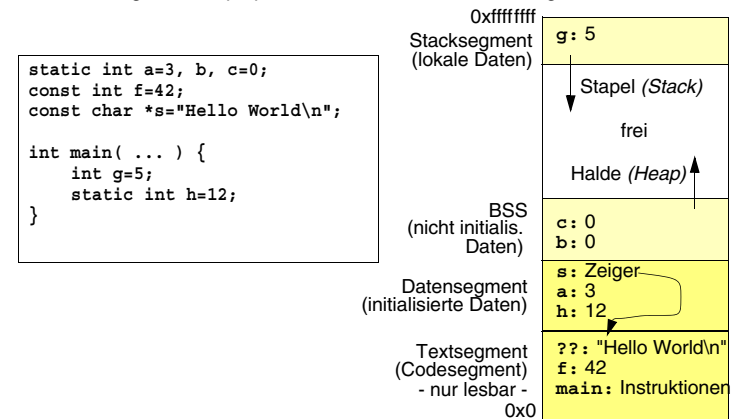 static int a=3, b, c=0;
const int f=42;
const char *s="Hello World\n";
int main( ... ) {
int g=5;
static int h=12;
}
0xffffffff
Stacksegment
(lokale Daten)
g: 5
Stapel (Stack)
frei
Halde (Heap)
BSS
(nicht initialis.
Daten)
c: 0
b: 0
Datensegment
(initialisierte Daten)
s: Zeiger
a: 3
h: 12
Textsegment
(Codesegment)
- nur lesbar -
0x0
??: "Hello World\n"
f: 42
main: Instruktionen